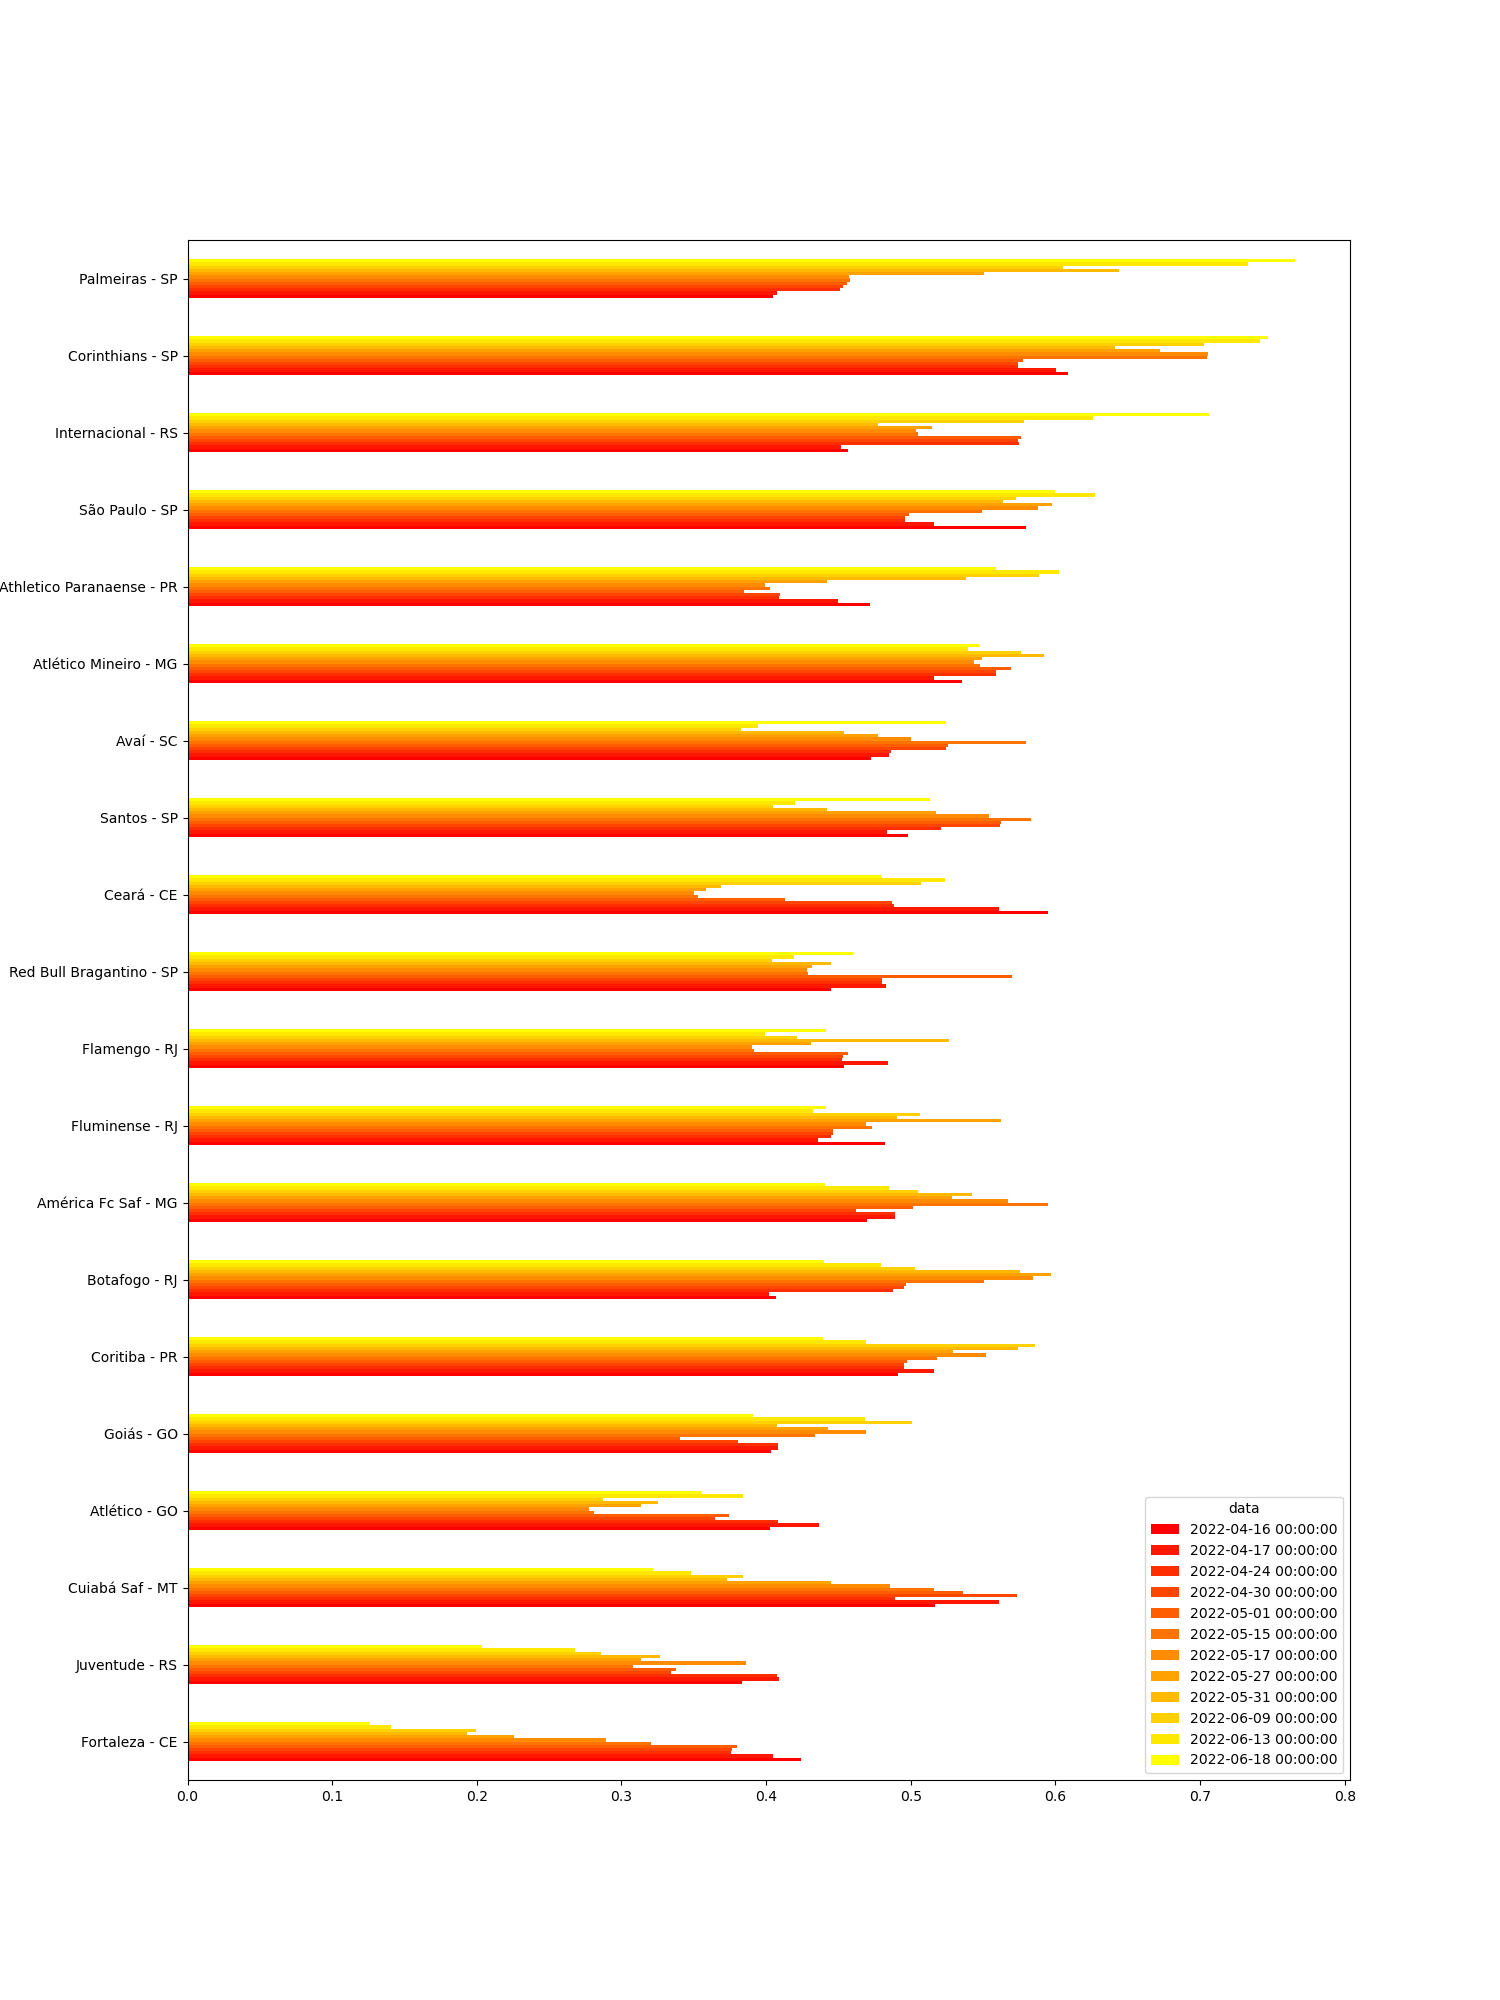 Palmeiras - SP
Corinthians - SP
Internacional - RS
São Paulo - SP
Athletico Paranaense - PR
Atlético Mineiro - MG
Avaí - SC
Santos - SP
Ceará - CE
Red Bull Bragantino - SP
Flamengo - RJ
Fluminense - RJ
América Fc Saf - MG
Botafogo - RJ
Coritiba - PR
Goiás - GO
Atlético - GO
Cuiabá Saf - MT
Juventude - RS
Fortaleza - CE
0.0 0.1 0.2 0.3 0.4 0.5 0.6 0.7 0.8
data
2022-04-16 00:00:00
2022-04-17 00:00:00
2022-04-24 00:00:00
2022-04-30 00:00:00
2022-05-01 00:00:00
2022-05-15 00:00:00
2022-05-17 00:00:00
2022-05-27 00:00:00
2022-05-31 00:00:00
2022-06-09 00:00:00
2022-06-13 00:00:00
2022-06-18 00:00:00